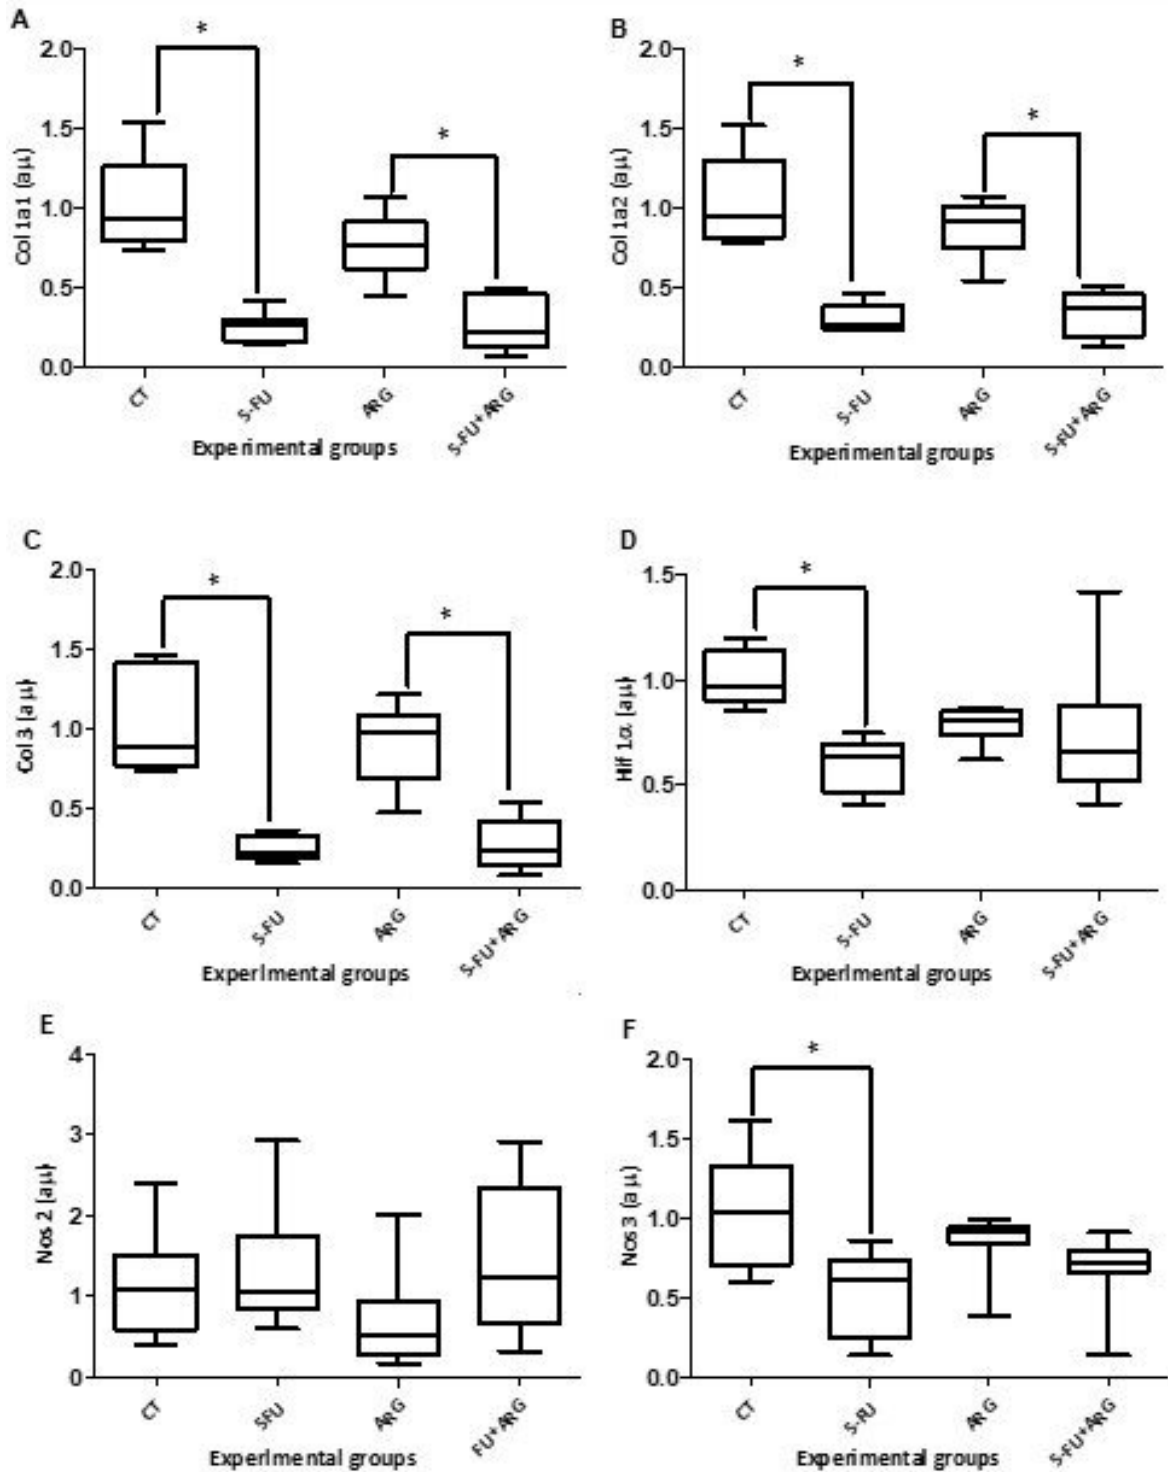 A
B
*
*
*
*
2.0
1.5
1.0
0.5
0.0
Col 1a1 (aµ)
CT
5-FU
ARG
5-FU+ARG
Experimental groups
2.0
1.5
1.0
0.5
0.0
Col 1a2 (aµ)
CT
5-FU
ARG
5-FU+ARG
Experimental groups
C
D
*
*
*
2.0
1.5
1.0
0.5
0.0
Col 3 (aµ)
CT
5-FU
ARG
5-FU+ARG
Experimental groups
1.5
1.0
0.5
0.0
Hif 1α (aµ)
CT
5-FU
ARG
5-FU+ARG
Experimental groups
E
F
*
4
3
2
1
0
Nos 2 (aµ)
CT
5FU
ARG
FU+ARG
Experimental groups
2.0
1.5
1.0
0.5
0.0
Nos 3 (aµ)
CT
5-FU
ARG
5-FU+ARG
Experimental groups